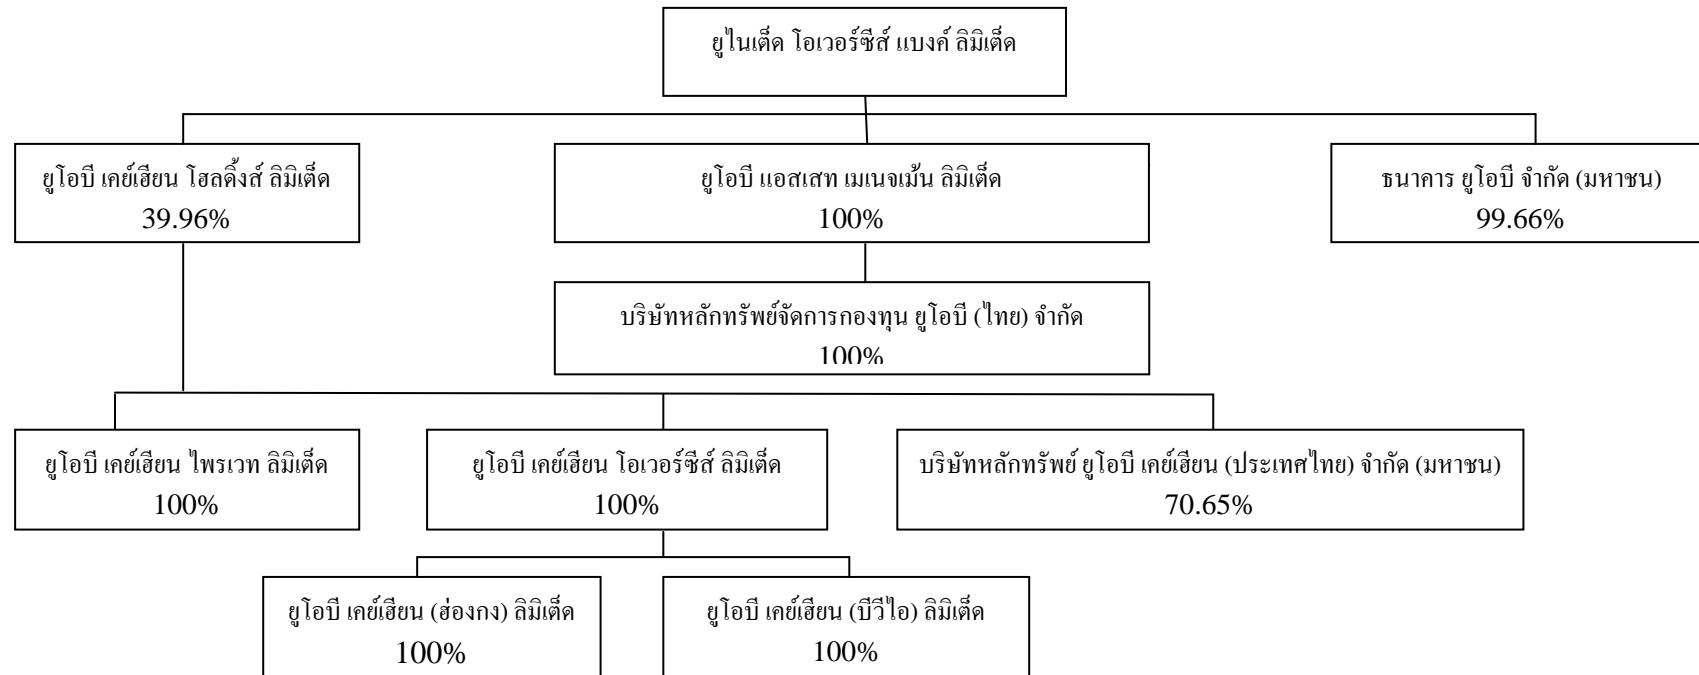 ยูไนเต็ด โอเวอร์ซีส์ แบงค์ ลิมิเต็ด
ยูโอบี เคย์เฮียน โฮลดิ้งส์ ลิมิเต็ด
39.96%
ยูโอบี แอสเสท เมเนจเม้น ลิมิเต็ด
100%
ธนาคาร ยูโอบี จำกัด (มหาชน)
99.66%
บริษัทหลักทรัพย์จัดการกองทุน ยูโอบี (ไทย) จำกัด
100%
ยูโอบี เคย์เฮียน ไพรเวท ลิมิเต็ด
100%
ยูโอบี เคย์เฮียน โอเวอร์ซีส์ ลิมิเต็ด
100%
บริษัทหลักทรัพย์ ยูโอบี เคย์เฮียน (ประเทศไทย) จำกัด (มหาชน)
70.65%
ยูโอบี เคย์เฮียน (ฮ่องกง) ลิมิเต็ด
100%
ยูโอบี เคย์เฮียน (บีวีไอ) ลิมิเต็ด
100%